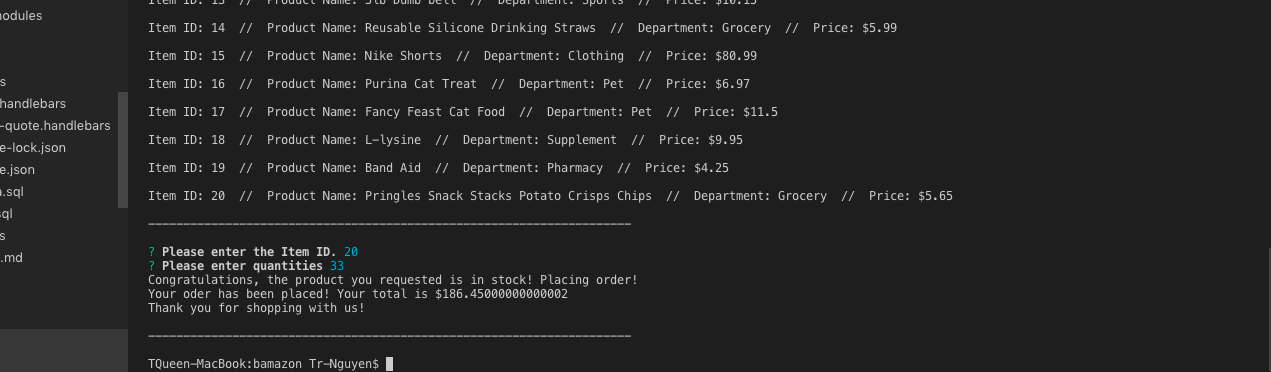 nodules
Item ID: 13 // Product Name: 5lb Dumb bell // Department: Sports // Price: $10.15
Item ID: 14 // Product Name: Reusable Silicone Drinking Straws // Department: Grocery // Price: $5.99
Item ID: 15 // Product Name: Nike Shorts // Department: Clothing // Price: $80.99
s
Item ID: 16 // Product Name: Purina Cat Treat // Department: Pet // Price: $6.97
handlebars
Item ID: 17 // Product Name: Fancy Feast Cat Food // Department: Pet // Price: $11.5
-quote.handlebars
Item ID: 18 // Product Name: L-lysine // Department: Supplement // Price: $9.95
e-lock.json
Item ID: 19 // Product Name: Band Aid // Department: Pharmacy // Price: $4.25
e.json
a.sql
Item ID: 20 // Product Name: Pringles Snack Stacks Potato Crisps Chips // Department: Grocery // Price: $5.65
sql
s
.md
? Please enter the Item ID. 20
? Please enter quantities 33
Congratulations, the product you requested is in stock! Placing order!
Your oder has been placed! Your total is $186.45000000000002
Thank you for shopping with us!
TQueen-MacBook:bamazon Tr-Nguyen$